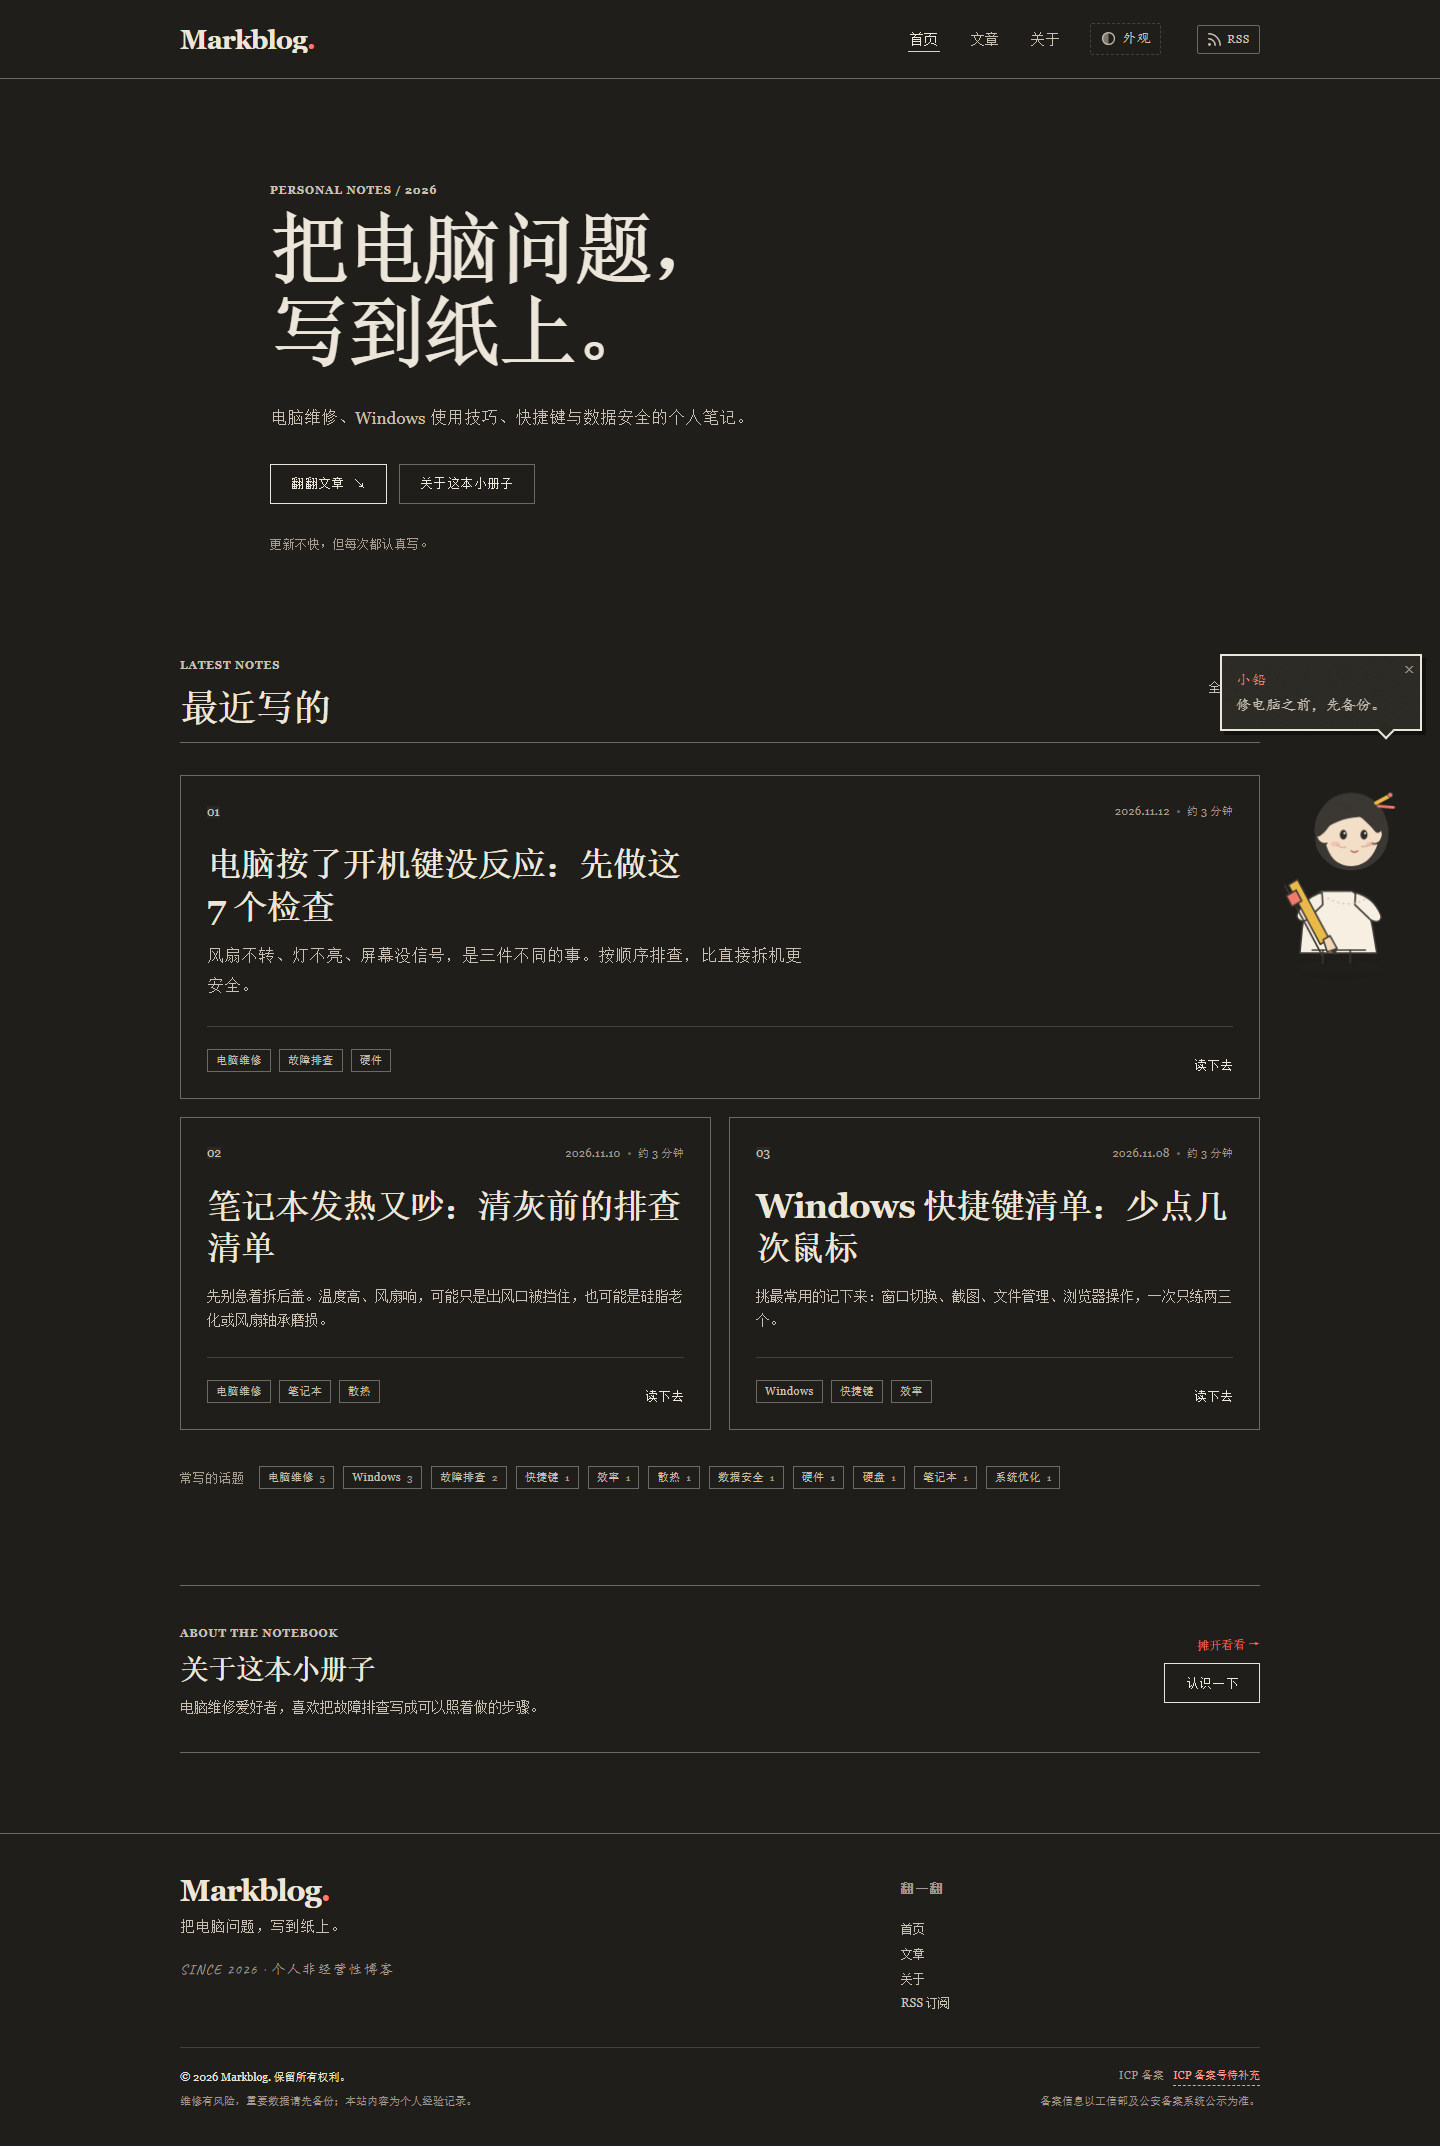 Markblog.
首页 文章 关于 外观 RSS
PERSONAL NOTES / 2026
把电脑问题，
写到纸上。
电脑维修、Windows 使用技巧、快捷键与数据安全的个人笔记。
翻翻文章 ↘ 关于这本小册子
更新不快，但每次都认真写。
LATEST NOTES
最近写的
全
小铅 ×
修电脑之前，先备份。
01 2026.11.12 • 约 3 分钟
电脑按了开机键没反应：先做这
7 个检查
风扇不转、灯不亮、屏幕没信号，是三件不同的事。按顺序排查，比直接拆机更
安全。
电脑维修 故障排查 硬件 读下去
02 2026.11.10 • 约 3 分钟
笔记本发热又吵：清灰前的排查
清单
先别急着拆后盖。温度高、风扇响，可能只是出风口被挡住，也可能是硅脂老
化或风扇轴承磨损。
电脑维修 笔记本 散热 读下去
03 2026.11.08 • 约 3 分钟
Windows 快捷键清单：少点几
次鼠标
挑最常用的记下来：窗口切换、截图、文件管理、浏览器操作，一次只练两三
个。
Windows 快捷键 效率 读下去
常写的话题 电脑维修 5 Windows 3 故障排查 2 快捷键 1 效率 1 散热 1 数据安全 1 硬件 1 硬盘 1 笔记本 1 系统优化 1
ABOUT THE NOTEBOOK
关于这本小册子
电脑维修爱好者，喜欢把故障排查写成可以照着做的步骤。
摊开看看 →
认识一下
Markblog.
把电脑问题，写到纸上。
SINCE 2026 · 个人非经营性博客
翻一翻
首页
文章
关于
RSS 订阅
© 2026 Markblog. 保留所有权利。
维修有风险，重要数据请先备份；本站内容为个人经验记录。
ICP 备案 ICP 备案号待补充
备案信息以工信部及公安备案系统公示为准。